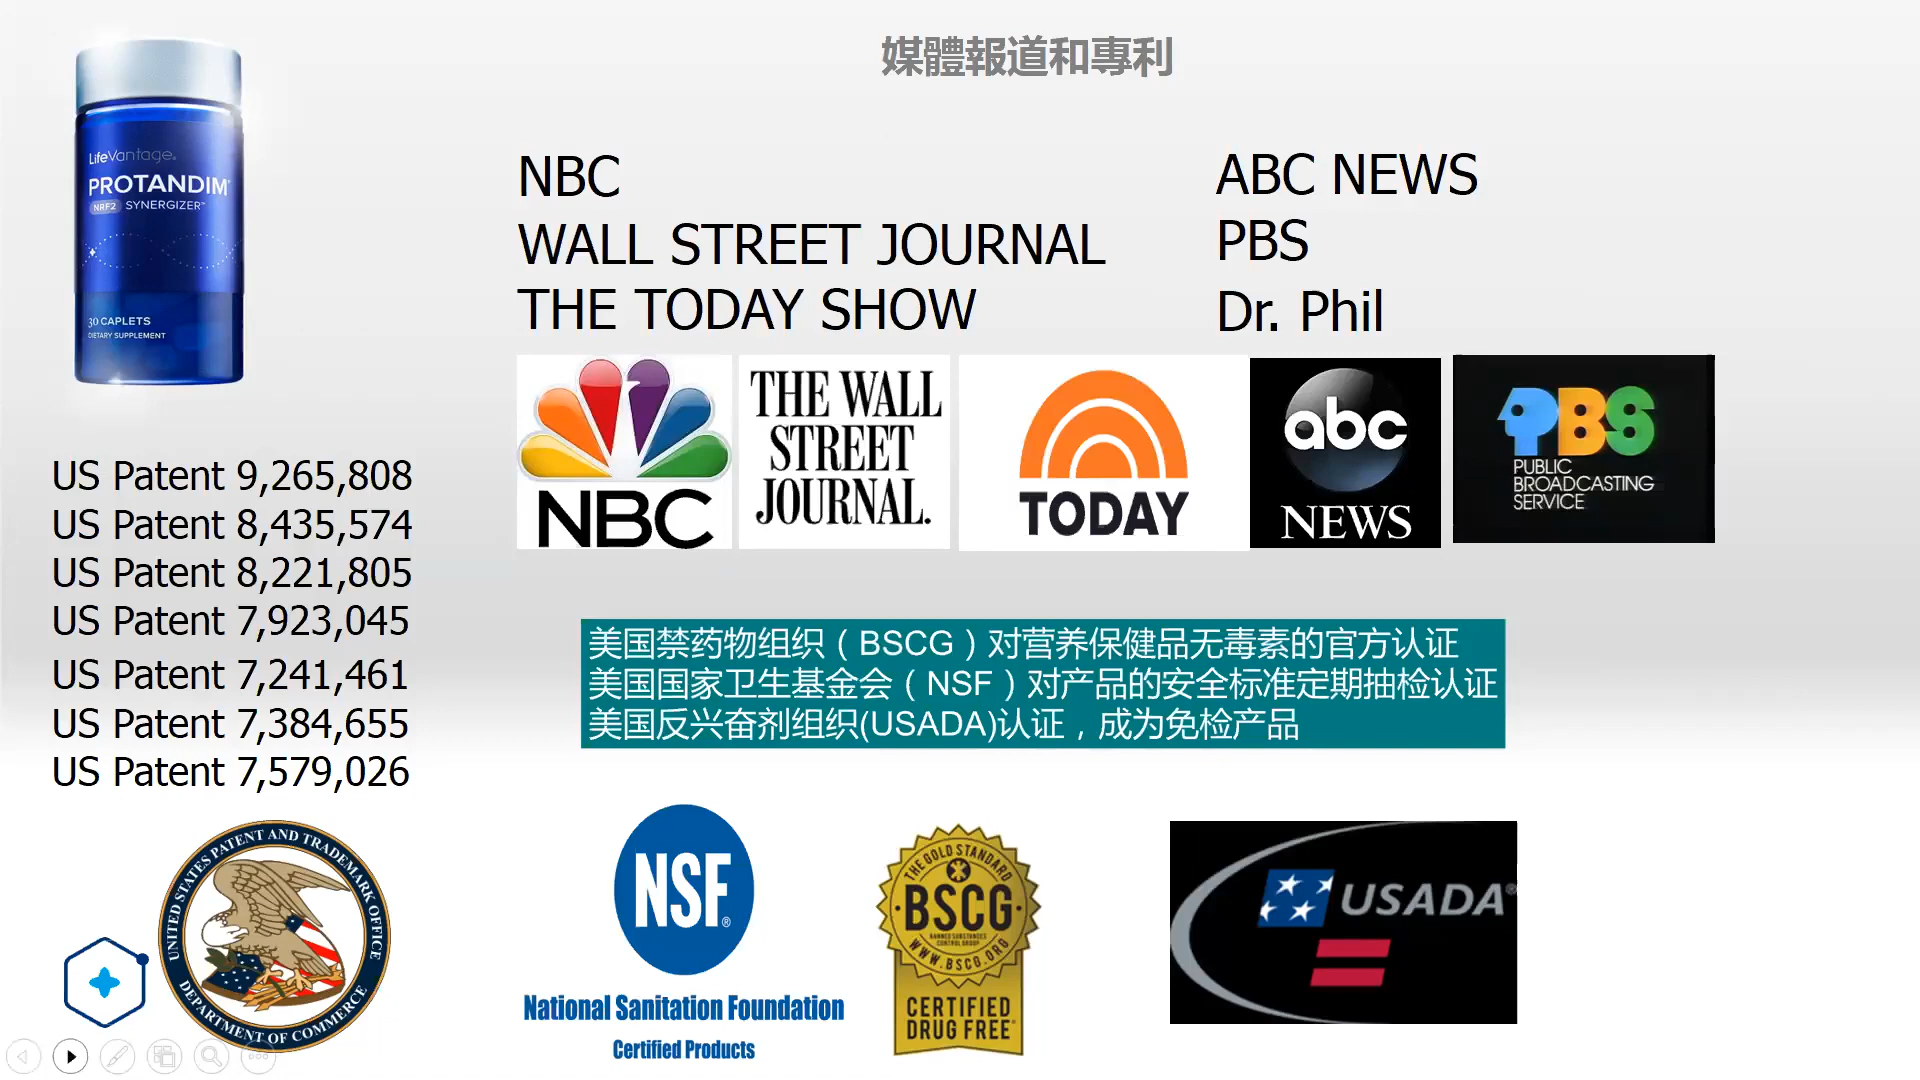 媒體報道和專利
LifeVantage®
PROTANDIM®
NRF2 SYNERGIZER™
30 CAPLETS
DIETARY SUPPLEMENT
NBC
WALL STREET JOURNAL
THE TODAY SHOW
ABC NEWS
PBS
Dr. Phil
NBC
THE WALL
STREET
JOURNAL.
TODAY
abc
NEWS
PBS
PUBLIC
BROADCASTING
SERVICE
US Patent 9,265,808
US Patent 8,435,574
US Patent 8,221,805
US Patent 7,923,045
US Patent 7,241,461
US Patent 7,384,655
US Patent 7,579,026
美国禁药物组织（BSCG）对营养保健品无毒素的官方认证
美国国家卫生基金会（NSF）对产品的安全标准定期抽检认证
美国反兴奋剂组织(USADA)认证，成为免检产品
UNITED STATES PATENT AND TRADEMARK OFFICE
DEPARTMENT OF COMMERCE
NSF®
National Sanitation Foundation
Certified Products
THE GOLD STANDARD
BSCG
BANNED SUBSTANCES
CONTROL GROUP
WWW.BSCG.ORG
CERTIFIED
DRUG FREE®
USADA®